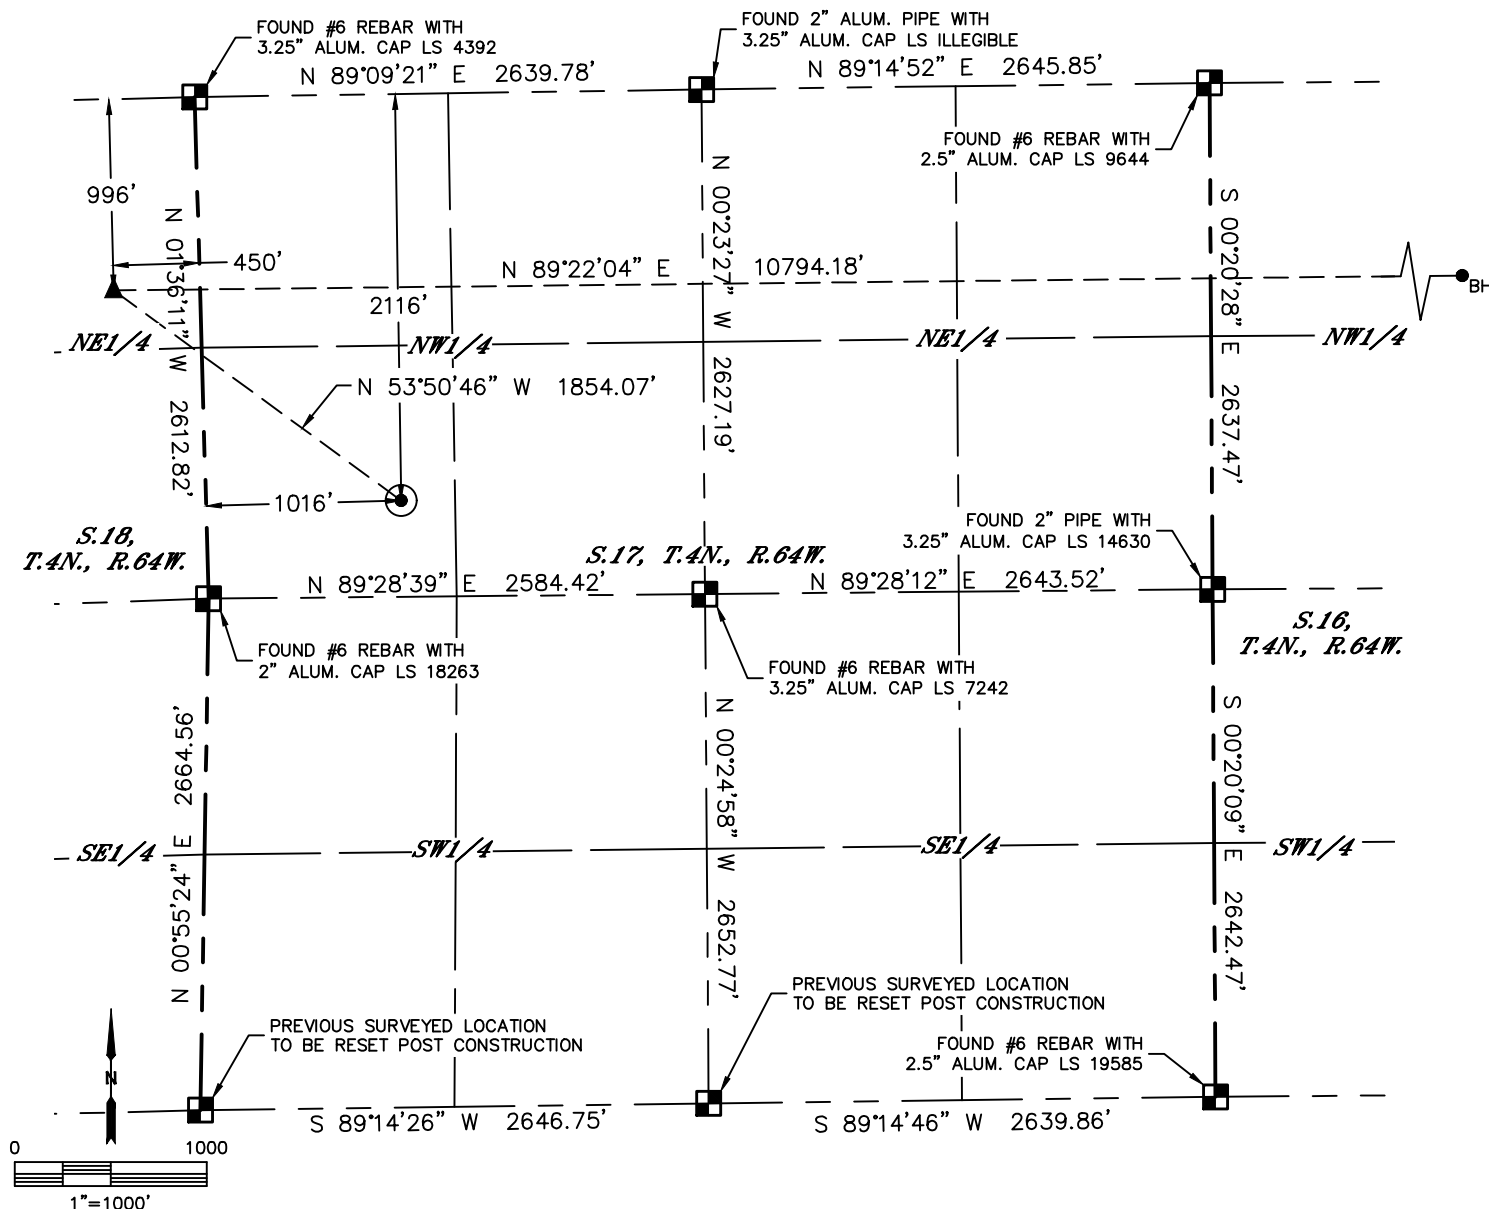 FOUND #6 REBAR WITH
3.25" ALUM. CAP LS 4392
FOUND 2" ALUM. PIPE WITH
3.25" ALUM. CAP LS ILLEGIBLE
N 89°09'21" E 2639.78'
N 89°14'52" E 2645.85'
FOUND #6 REBAR WITH
2.5" ALUM. CAP LS 9644
996'
450'
N 01°36'11" W 2612.82'
N 00°23'27" W 2627.19'
S 00°20'28" E 2637.47'
N 89°22'04" E 10794.18'
BH
2116'
NE1/4
NW1/4
NE1/4
NW1/4
N 53°50'46" W 1854.07'
1016'
S.18,
T.4N., R.64W.
S.17, T.4N., R.64W.
FOUND 2" PIPE WITH
3.25" ALUM. CAP LS 14630
N 89°28'39" E 2584.42'
N 89°28'12" E 2643.52'
S.16,
T.4N., R.64W.
FOUND #6 REBAR WITH
2" ALUM. CAP LS 18263
FOUND #6 REBAR WITH
3.25" ALUM. CAP LS 7242
N 00°55'24" E 2664.56'
N 00°24'58" W 2652.77'
S 00°20'09" E 2642.47'
SE1/4
SW1/4
SE1/4
SW1/4
PREVIOUS SURVEYED LOCATION
TO BE RESET POST CONSTRUCTION
PREVIOUS SURVEYED LOCATION
TO BE RESET POST CONSTRUCTION
FOUND #6 REBAR WITH
2.5" ALUM. CAP LS 19585
N
S 89°14'26" W 2646.75'
S 89°14'46" W 2639.86'
0 1000
1"=1000'